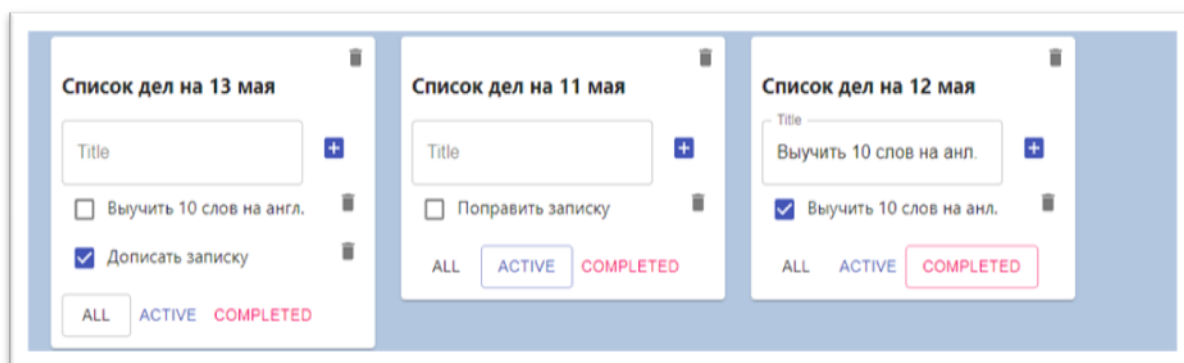 Список дел на 13 мая
Title
Выучить 10 слов на англ.
Дописать записку
ALL ACTIVE COMPLETED
Список дел на 11 мая
Title
Поправить записку
ALL ACTIVE COMPLETED
Список дел на 12 мая
Title
Выучить 10 слов на анл.
Выучить 10 слов на анл.
ALL ACTIVE COMPLETED